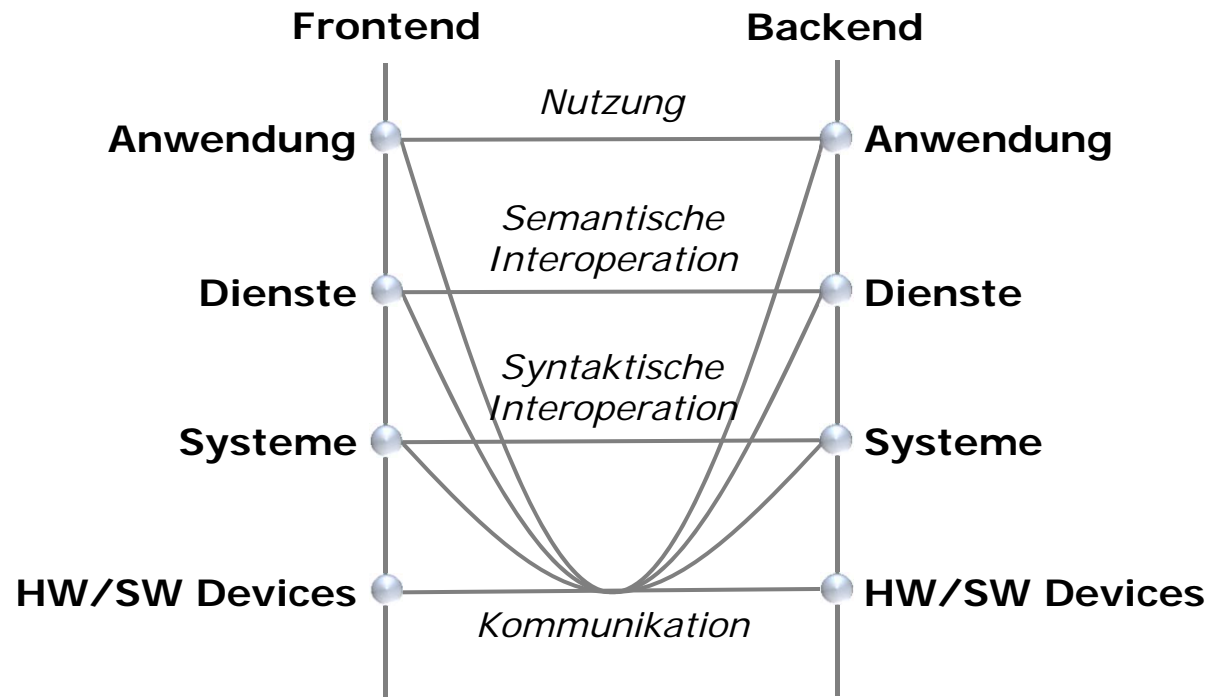 Frontend
Backend
Nutzung
Anwendung
Anwendung
Semantische
Interoperation
Dienste
Dienste
Syntaktische
Interoperation
Systeme
Systeme
HW/SW Devices
HW/SW Devices
Kommunikation